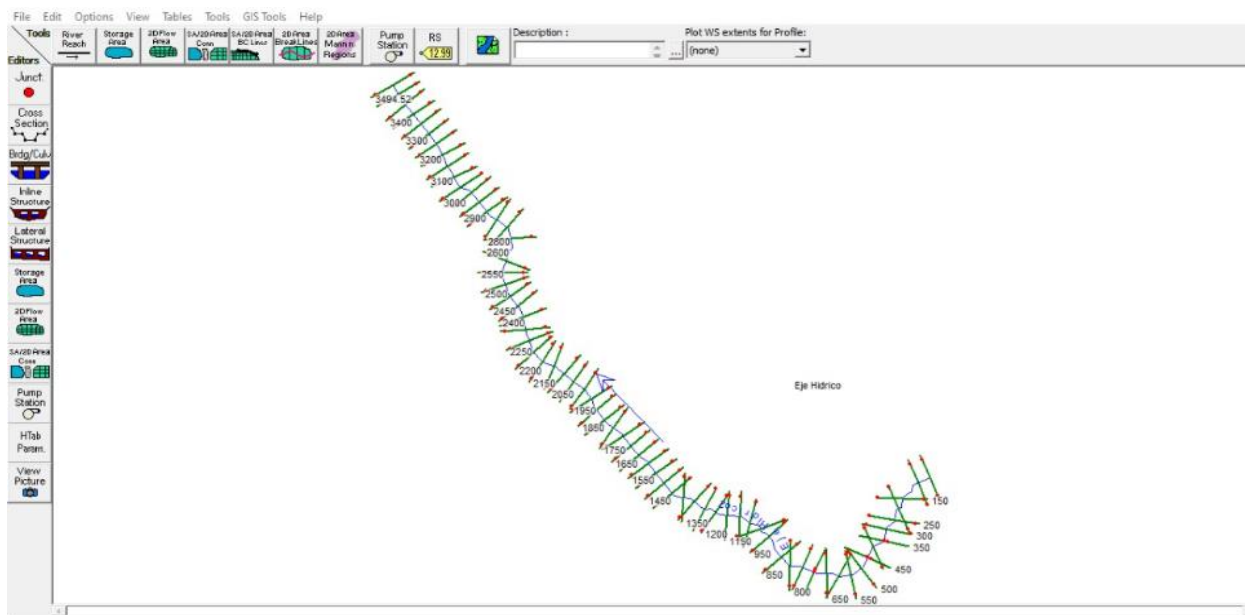 File Edit Options View Tables Tools GIS Tools Help
Tools
Editors
River
Reach
Storage
Area
2D Flow
Area
SA/2D Area
Conn
SA/2D Area
BC Lines
2D Area
BreakLines
2D Area
Mann n
Regions
Pump
Station
RS
12.99
Description :
...
Plot WS extents for Profile:
(none)
Junct.
Cross
Section
Brdg/Culv
Inline
Structure
Lateral
Structure
Storage
Area
2D Flow
Area
SA/2D Area
Conn
Pump
Station
HTab
Param.
View
Picture
3494.52
3400
3300
3200
3100
3000
2900
2800
2600
2550
2500
2450
2400
2250
2200
2150
2050
1950
1850
1750
1650
1550
1450
1350
1200
1150
950
850
800
650
550
500
450
350
300
250
150
Eje Hidrico